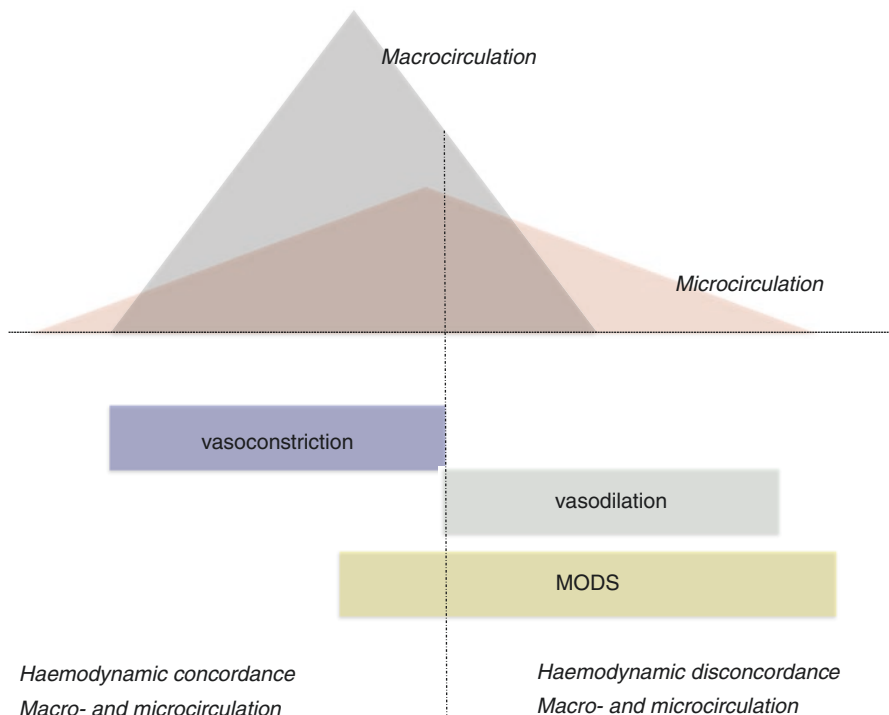 Macrocirculation
Microcirculation
vasoconstriction
vasodilation
MODS
Haemodynamic concordance
Macro- and microcirculation
Haemodynamic disconcordance
Macro- and microcirculation